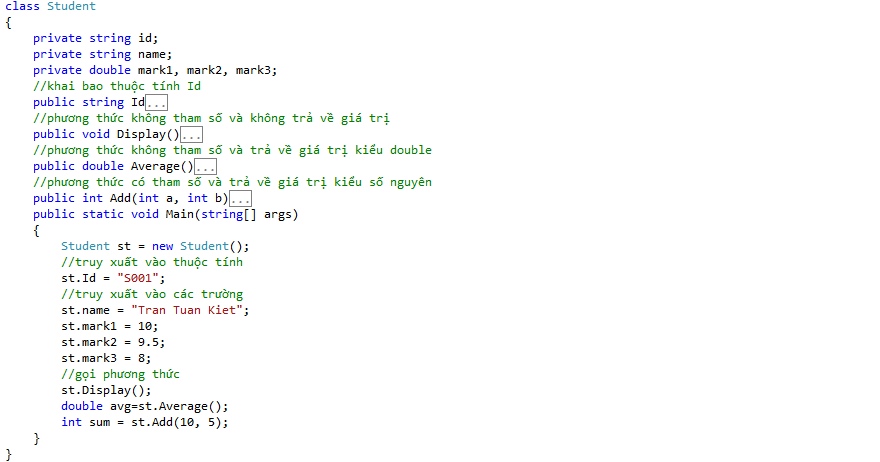 class Student
{
    private string id;
    private string name;
    private double mark1, mark2, mark3;
    //khai bao thuộc tính Id
    public string Id...
    //phương thức không tham số và không trả về giá trị
    public void Display()...
    //phương thức không tham số và trả về giá trị kiểu double
    public double Average()...
    //phương thức có tham số và trả về giá trị kiểu số nguyên
    public int Add(int a, int b)...
    public static void Main(string[] args)
    {
        Student st = new Student();
        //truy xuất vào thuộc tính
        st.Id = "S001";
        //truy xuất vào các trường
        st.name = "Tran Tuan Kiet";
        st.mark1 = 10;
        st.mark2 = 9.5;
        st.mark3 = 8;
        //gọi phương thức
        st.Display();
        double avg=st.Average();
        int sum = st.Add(10, 5);
    }
}